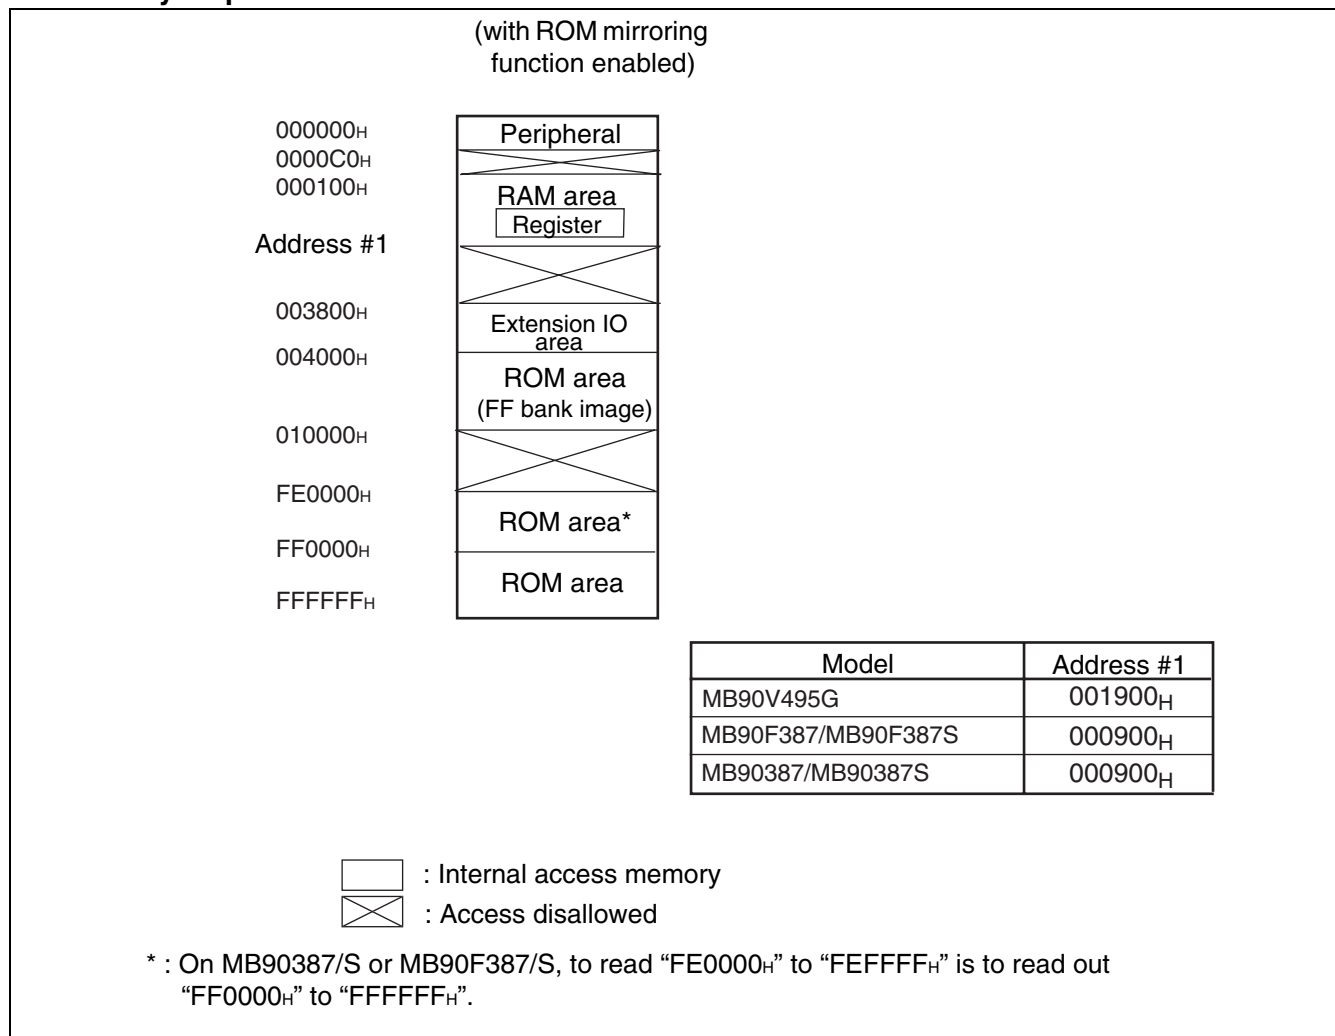 (with ROM mirroring
function enabled)
000000H
Peripheral
0000C0H
000100H
RAM area
Register
Address #1
003800H
Extension IO
area
004000H
ROM area
(FF bank image)
010000H
FE0000H
ROM area*
FF0000H
ROM area
FFFFFFH
Model Address #1
MB90V495G 001900H
MB90F387/MB90F387S 000900H
MB90387/MB90387S 000900H
: Internal access memory
: Access disallowed
* : On MB90387/S or MB90F387/S, to read “FE0000H” to “FEFFFFH” is to read out
“FF0000H” to “FFFFFFH”.